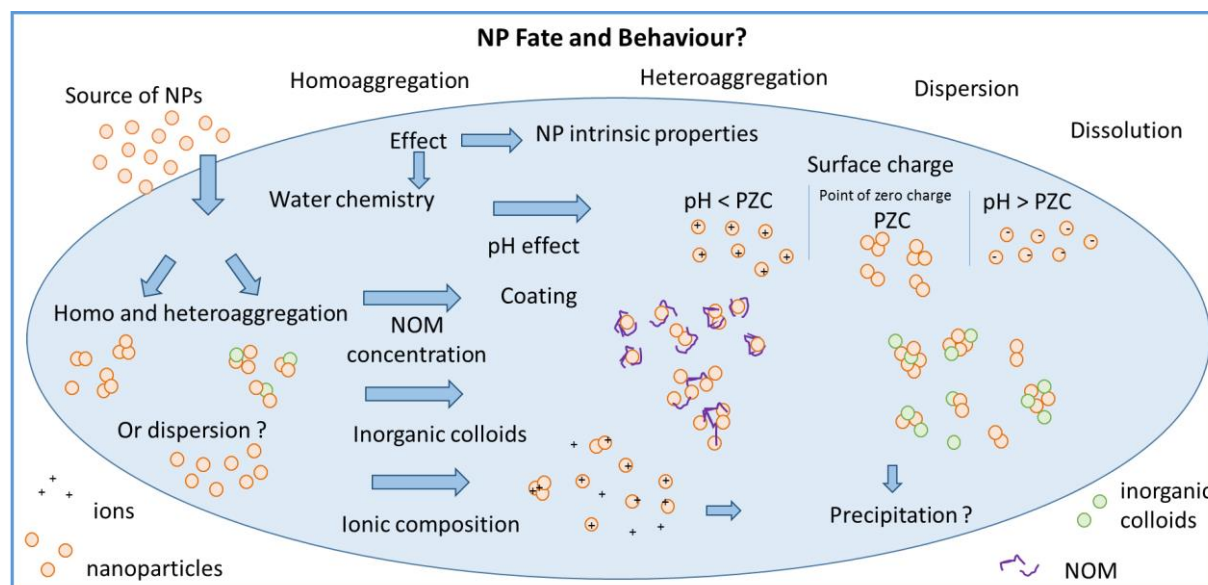 NP Fate and Behaviour?
Homoaggregation
Heteroaggregation
Dispersion
Dissolution
Source of NPs
Effect
NP intrinsic properties
Water chemistry
Surface charge
pH < PZC
Point of zero charge
PZC
pH > PZC
pH effect
Homo and heteroaggregation
Coating
NOM
concentration
Or dispersion ?
Inorganic colloids
Ionic composition
Precipitation ?
ions
nanoparticles
inorganic
colloids
NOM